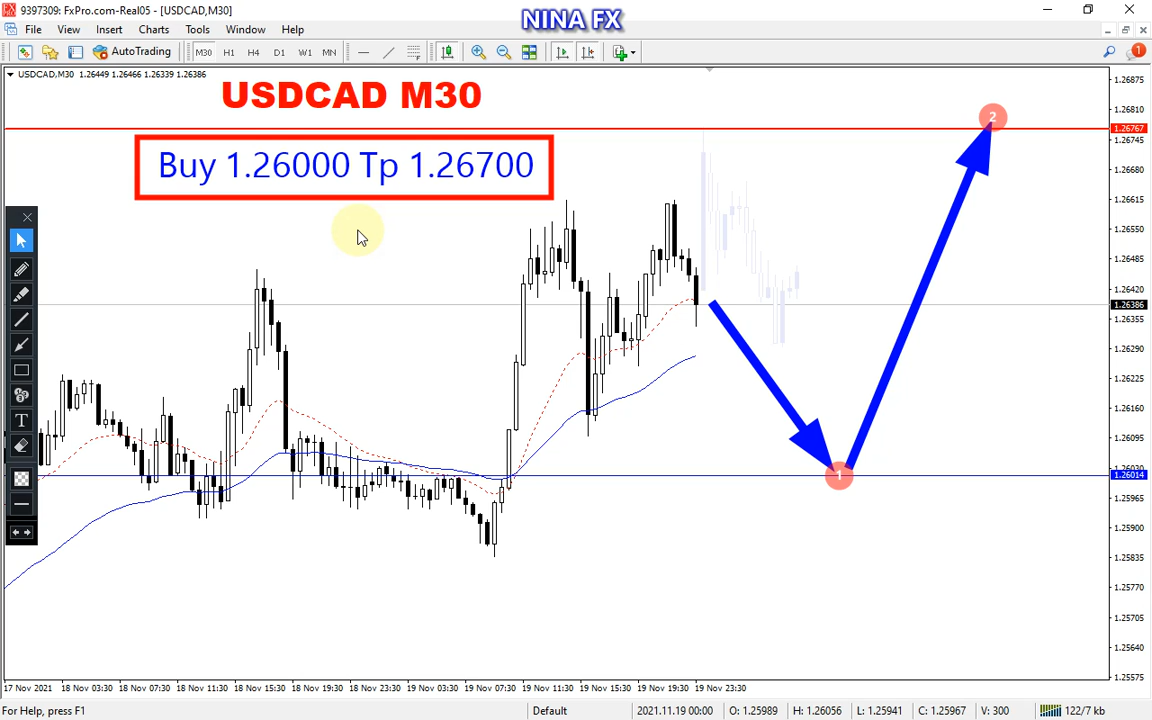 9397309: FxPro.com-Real05 - [USDCAD,M30]
NINA FX
File View Insert Charts Tools Window Help
AutoTrading M30 H1 H4 D1 W1 MN
1
USDCAD,M30 1.26449 1.26466 1.26339 1.26386
USDCAD M30
Buy 1.26000 Tp 1.26700
1.26875
1.26810
2
1.26767
1.26745
1.26680
1.26615
1.26550
1.26485
1.26420
1.26386
1.26355
1.26290
1.26225
1.26160
1.26095
1.26030
1
1.26014
1.25965
1.25900
1.25835
1.25770
1.25705
1.25640
1.25575
T
17 Nov 2021 18 Nov 03:30 18 Nov 07:30 18 Nov 11:30 18 Nov 15:30 18 Nov 19:30 18 Nov 23:30 19 Nov 03:30 19 Nov 07:30 19 Nov 11:30 19 Nov 15:30 19 Nov 19:30 19 Nov 23:30
For Help, press F1 Default 2021.11.19 00:00 O: 1.25989 H: 1.26056 L: 1.25941 C: 1.25967 V: 300 122/7 kb